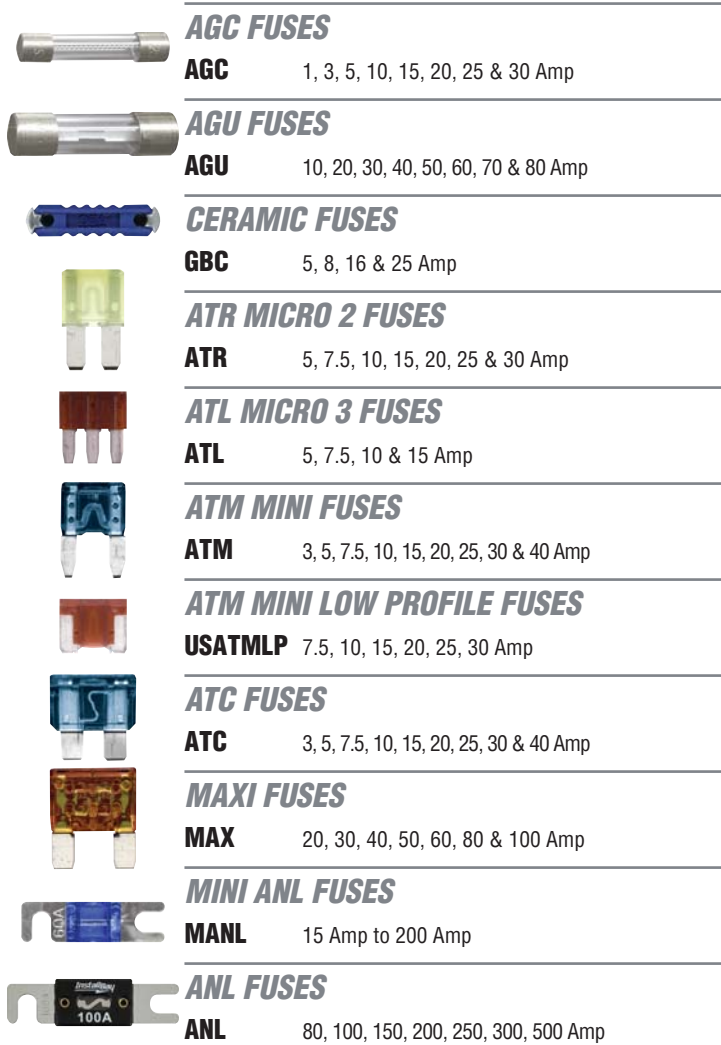 AGC FUSES
AGC 1, 3, 5, 10, 15, 20, 25 & 30 Amp
AGU FUSES
AGU 10, 20, 30, 40, 50, 60, 70 & 80 Amp
CERAMIC FUSES
GBC 5, 8, 16 & 25 Amp
ATR MICRO 2 FUSES
ATR 5, 7.5, 10, 15, 20, 25 & 30 Amp
ATL MICRO 3 FUSES
ATL 5, 7.5, 10 & 15 Amp
ATM MINI FUSES
ATM 3, 5, 7.5, 10, 15, 20, 25, 30 & 40 Amp
ATM MINI LOW PROFILE FUSES
USATMLP 7.5, 10, 15, 20, 25, 30 Amp
ATC FUSES
ATC 3, 5, 7.5, 10, 15, 20, 25, 30 & 40 Amp
MAXI FUSES
MAX 20, 30, 40, 50, 60, 80 & 100 Amp
MINI ANL FUSES
60A
MANL 15 Amp to 200 Amp
ANL FUSES
InstallBay
100A
ANL 80, 100, 150, 200, 250, 300, 500 Amp